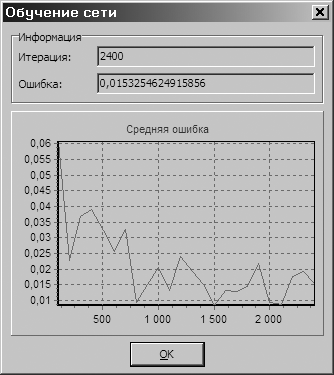 Обучение сети
Информация
Итерация: 2400
Ошибка: 0,0153254624915856
Средняя ошибка
0,06
0,05
0,045
0,04
0,035
0,03
0,025
0,02
0,015
0,01
500 1 000 1 500 2 000
OK